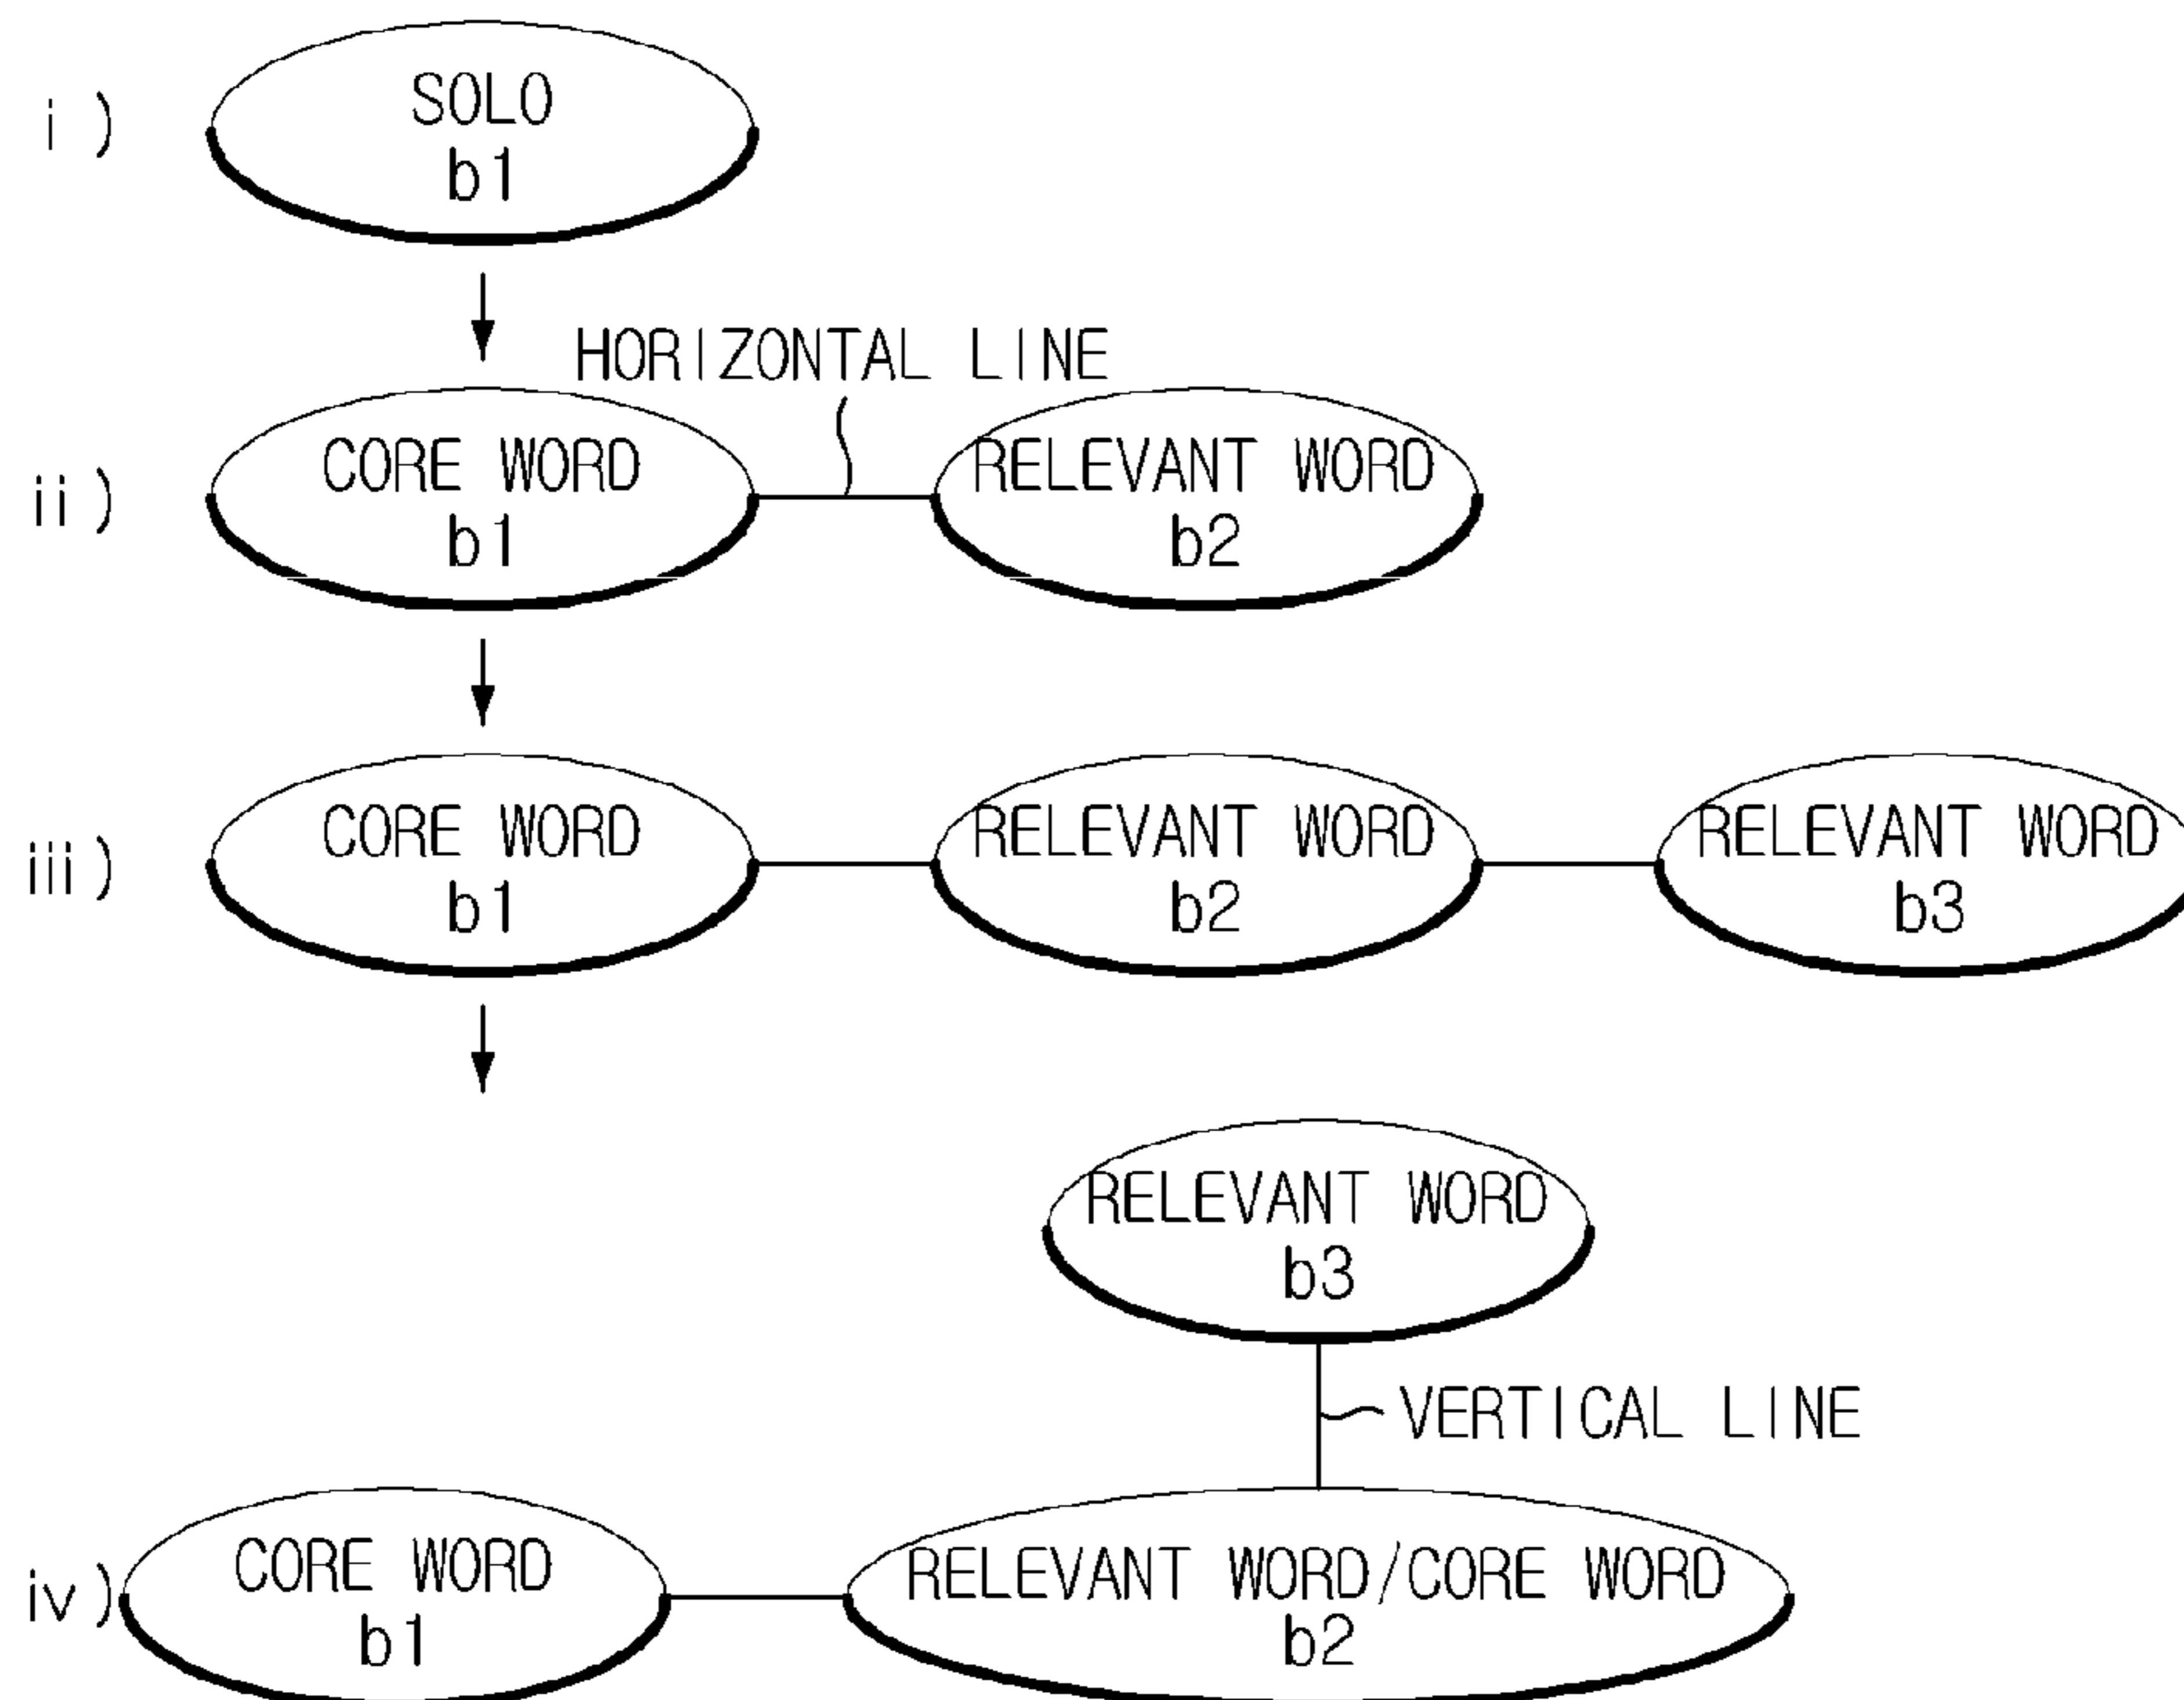 i)
SOLO
b1
HORIZONTAL LINE
ii)
CORE WORD
b1
RELEVANT WORD
b2
iii)
CORE WORD
b1
RELEVANT WORD
b2
RELEVANT WORD
b3
RELEVANT WORD
b3
VERTICAL LINE
iv)
CORE WORD
b1
RELEVANT WORD/CORE WORD
b2